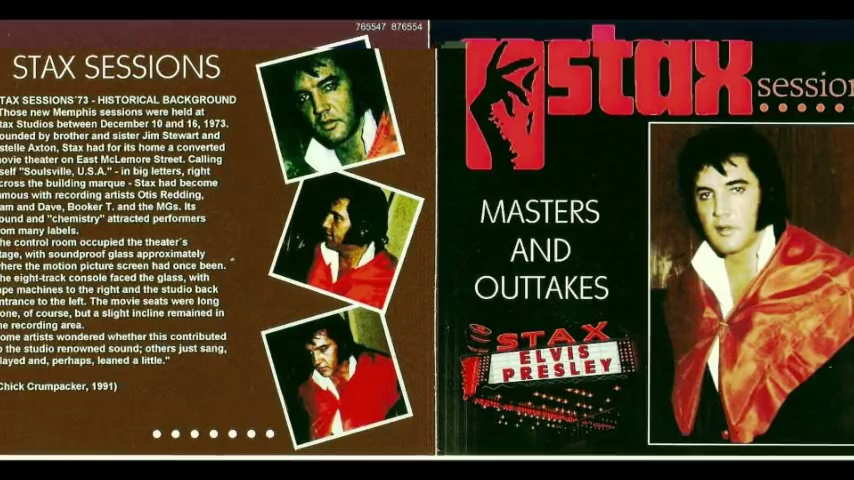 765547 876554
STAX SESSIONS
TAX SESSIONS'73 - HISTORICAL BACKGROUND
Those new Memphis sessions were held at
tax Studios between December 10 and 16, 1973.
ounded by brother and sister Jim Stewart and
stelle Axton, Stax had for its home a converted
ovie theater on East McLemore Street. Calling
self "Soulsville, U.S.A." - in big letters, right
cross the building marque - Stax had become
amous with recording artists Otis Redding,
am and Dave, Booker T. and the MGs. Its
ound and "chemistry" attracted performers
rom many labels.
he control room occupied the theater's
tage, with soundproof glass approximately
where the motion picture screen had once been.
he eight-track console faced the glass, with
ape machines to the right and the studio back
ntrance to the left. The movie seats were long
one, of course, but a slight incline remained in
he recording area.
ome artists wondered whether this contributed
o the studio renowned sound; others just sang,
layed and, perhaps, leaned a little."
Chick Crumpacker, 1991)
stax
session
MASTERS
AND
OUTTAKES
STAX
ELVIS
PRESLEY